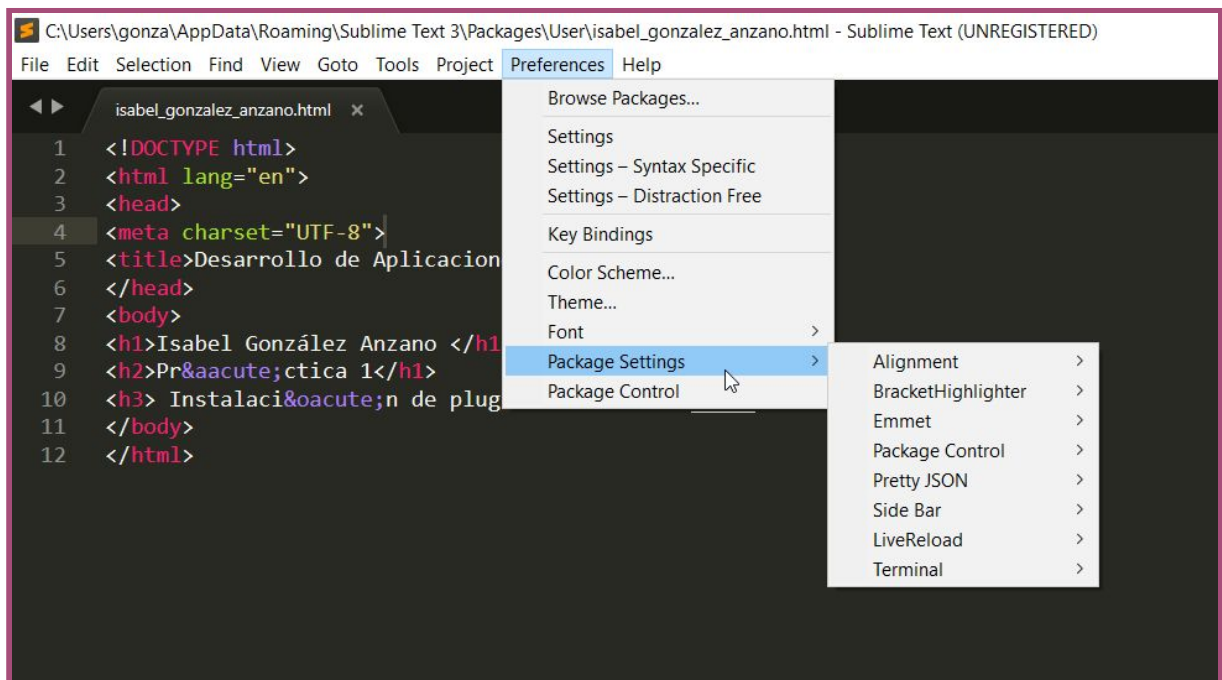 C:\Users\gonza\AppData\Roaming\Sublime Text 3\Packages\User\isabel_gonzalez_anzano.html - Sublime Text (UNREGISTERED)
File Edit Selection Find View Goto Tools Project Preferences Help
isabel_gonzalez_anzano.html ×
1 <!DOCTYPE html>
2 <html lang="en">
3 <head>
4 <meta charset="UTF-8">
5 <title>Desarrollo de Aplicacion
6 </head>
7 <body>
8 <h1>Isabel González Anzano </h1
9 <h2>Pr&aacute;ctica 1</h1>
10 <h3> Instalaci&oacute;n de plug
11 </body>
12 </html>
Browse Packages...
Settings
Settings – Syntax Specific
Settings – Distraction Free
Key Bindings
Color Scheme...
Theme...
Font >
Package Settings >
Package Control
Alignment >
BracketHighlighter >
Emmet >
Package Control >
Pretty JSON >
Side Bar >
LiveReload >
Terminal >